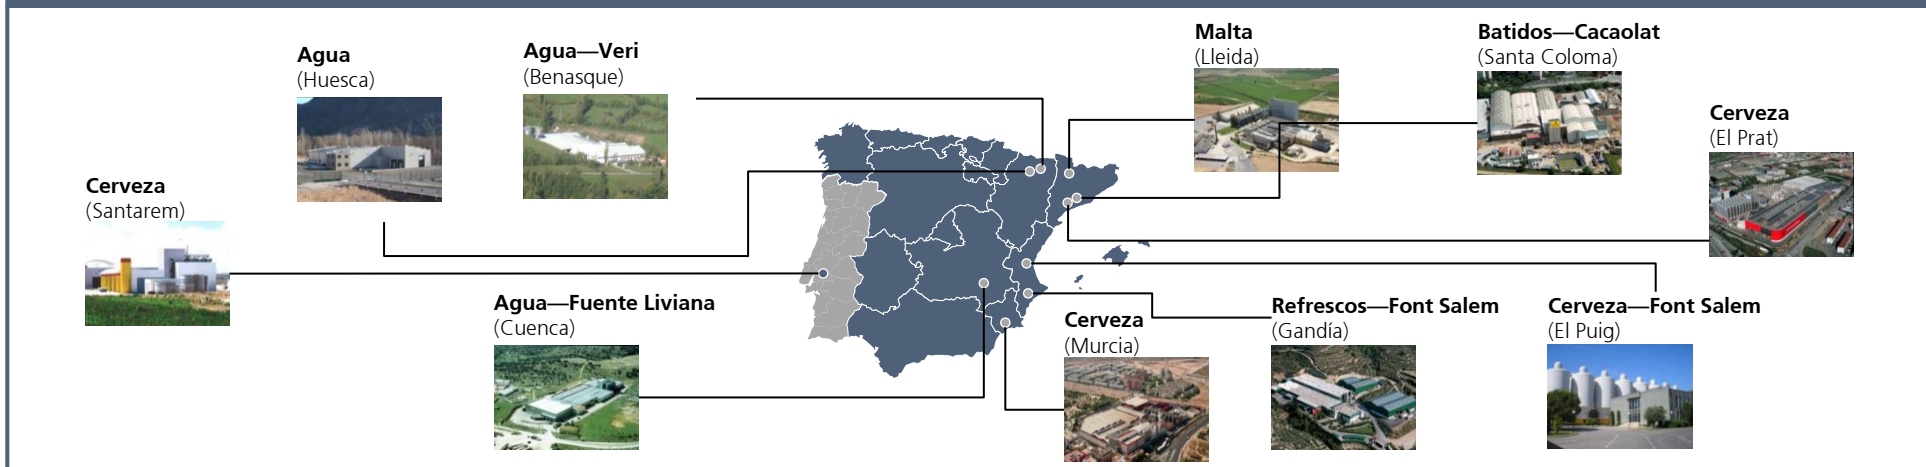 Agua
(Huesca)
Agua—Veri
(Benasque)
Malta
(Lleida)
Batidos—Cacaolat
(Santa Coloma)
Cerveza
(El Prat)
Cerveza
(Santarem)
Agua—Fuente Liviana
(Cuenca)
Cerveza
(Murcia)
Refrescos—Font Salem
(Gandía)
Cerveza—Font Salem
(El Puig)